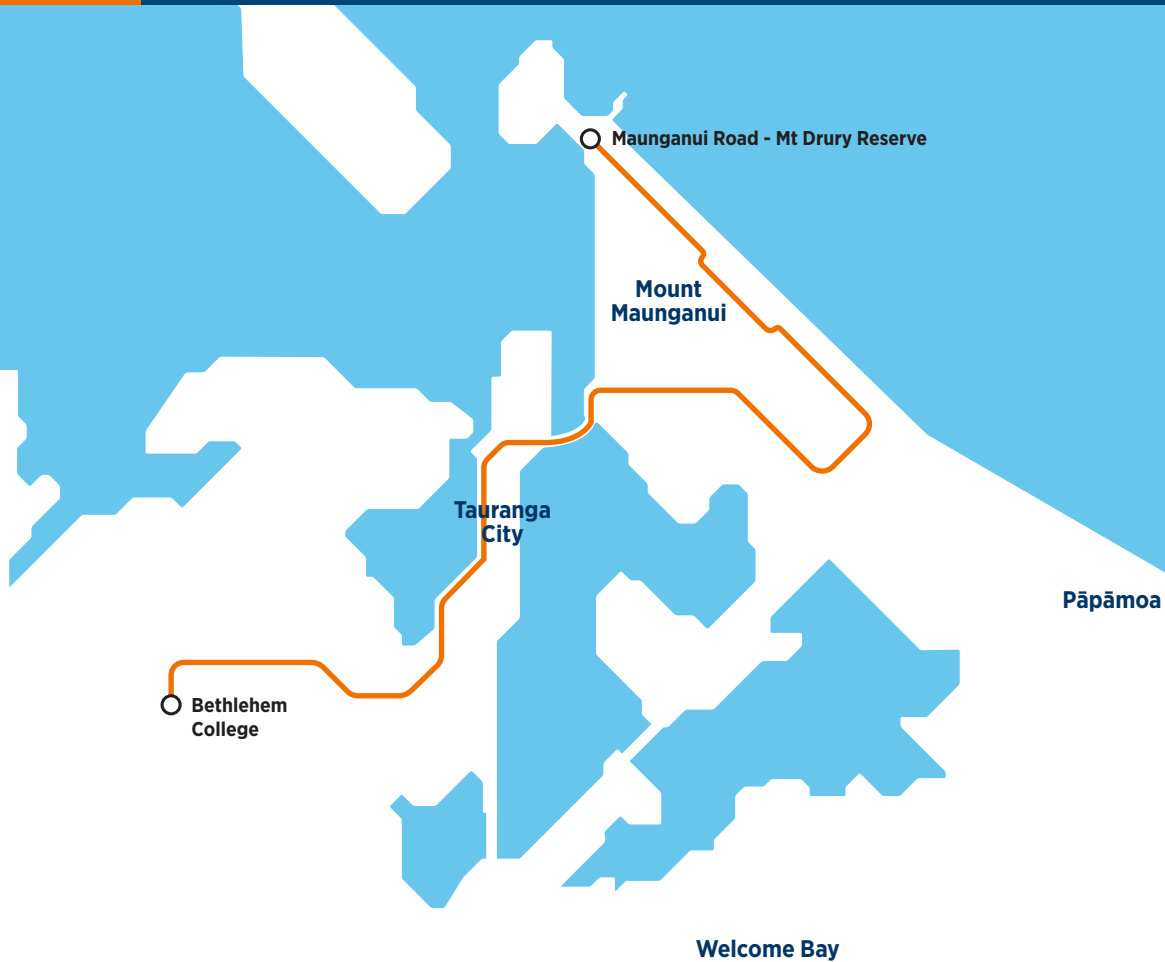 Maunganui Road - Mt Drury Reserve
Mount
Maunganui
Tauranga
City
Pāpāmoa
Bethlehem
College
Welcome Bay